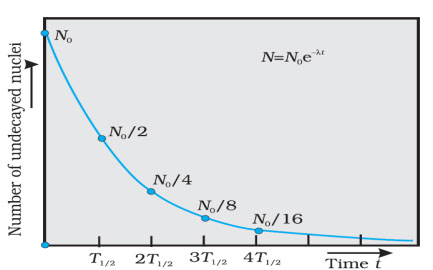 Number of undecayed nuclei
N₀
N=N₀e⁻λt
N₀/2
N₀/4
N₀/8
N₀/16
T₁/₂ 2T₁/₂ 3T₁/₂ 4T₁/₂
Time t